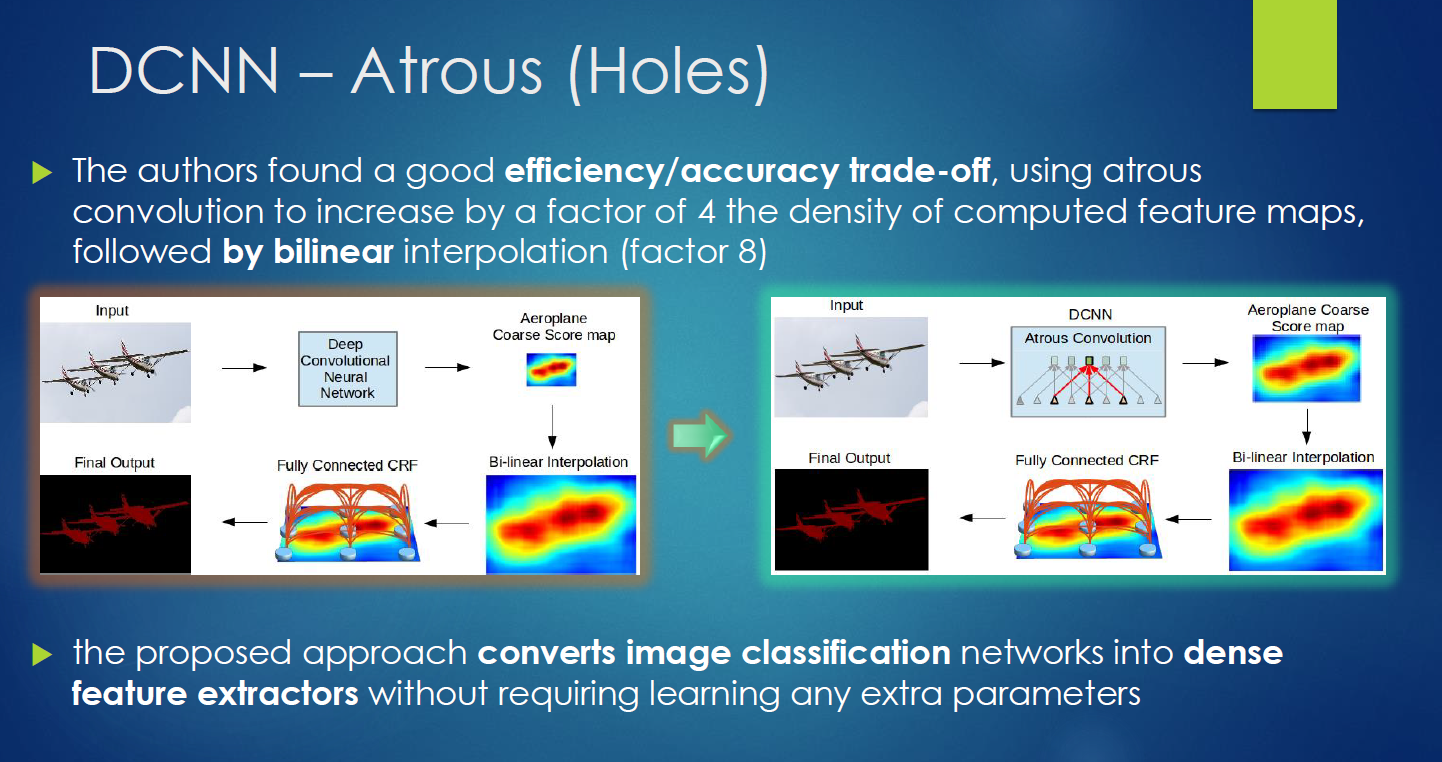 DCNN – Atrous (Holes)
The authors found a good efficiency/accuracy trade-off, using atrous
convolution to increase by a factor of 4 the density of computed feature maps,
followed by bilinear interpolation (factor 8)
Input
Deep
Convolutional
Neural
Network
Aeroplane
Coarse Score map
Final Output
Fully Connected CRF
Bi-linear Interpolation
Input
DCNN
Atrous Convolution
Aeroplane Coarse
Score map
Final Output
Fully Connected CRF
Bi-linear Interpolation
the proposed approach converts image classification networks into dense
feature extractors without requiring learning any extra parameters